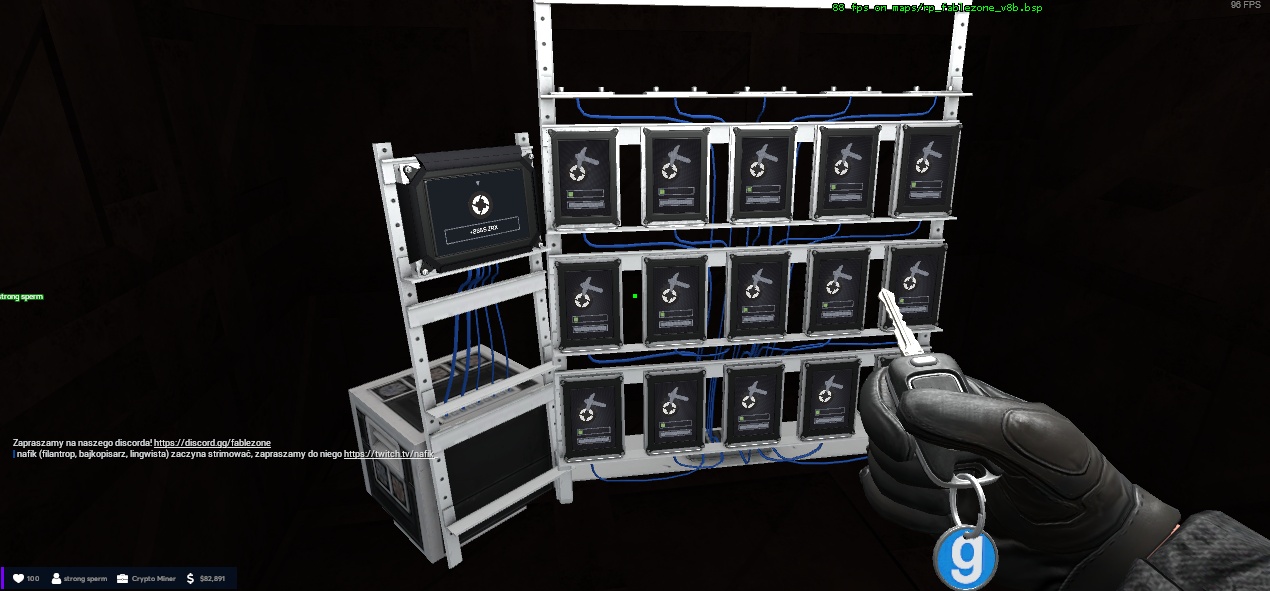 88 fps on maps/rp_fablezone_v8b.bsp
96 FPS
strong sperm
Zapraszamy na naszego discorda! https://discord.gg/fablezone
nafik (filantrop, bajkopisarz, lingwista) zaczyna strimować, zapraszamy do niego https://twitch.tv/nafik
g
100
strong sperm
Crypto Miner
$ $82,891